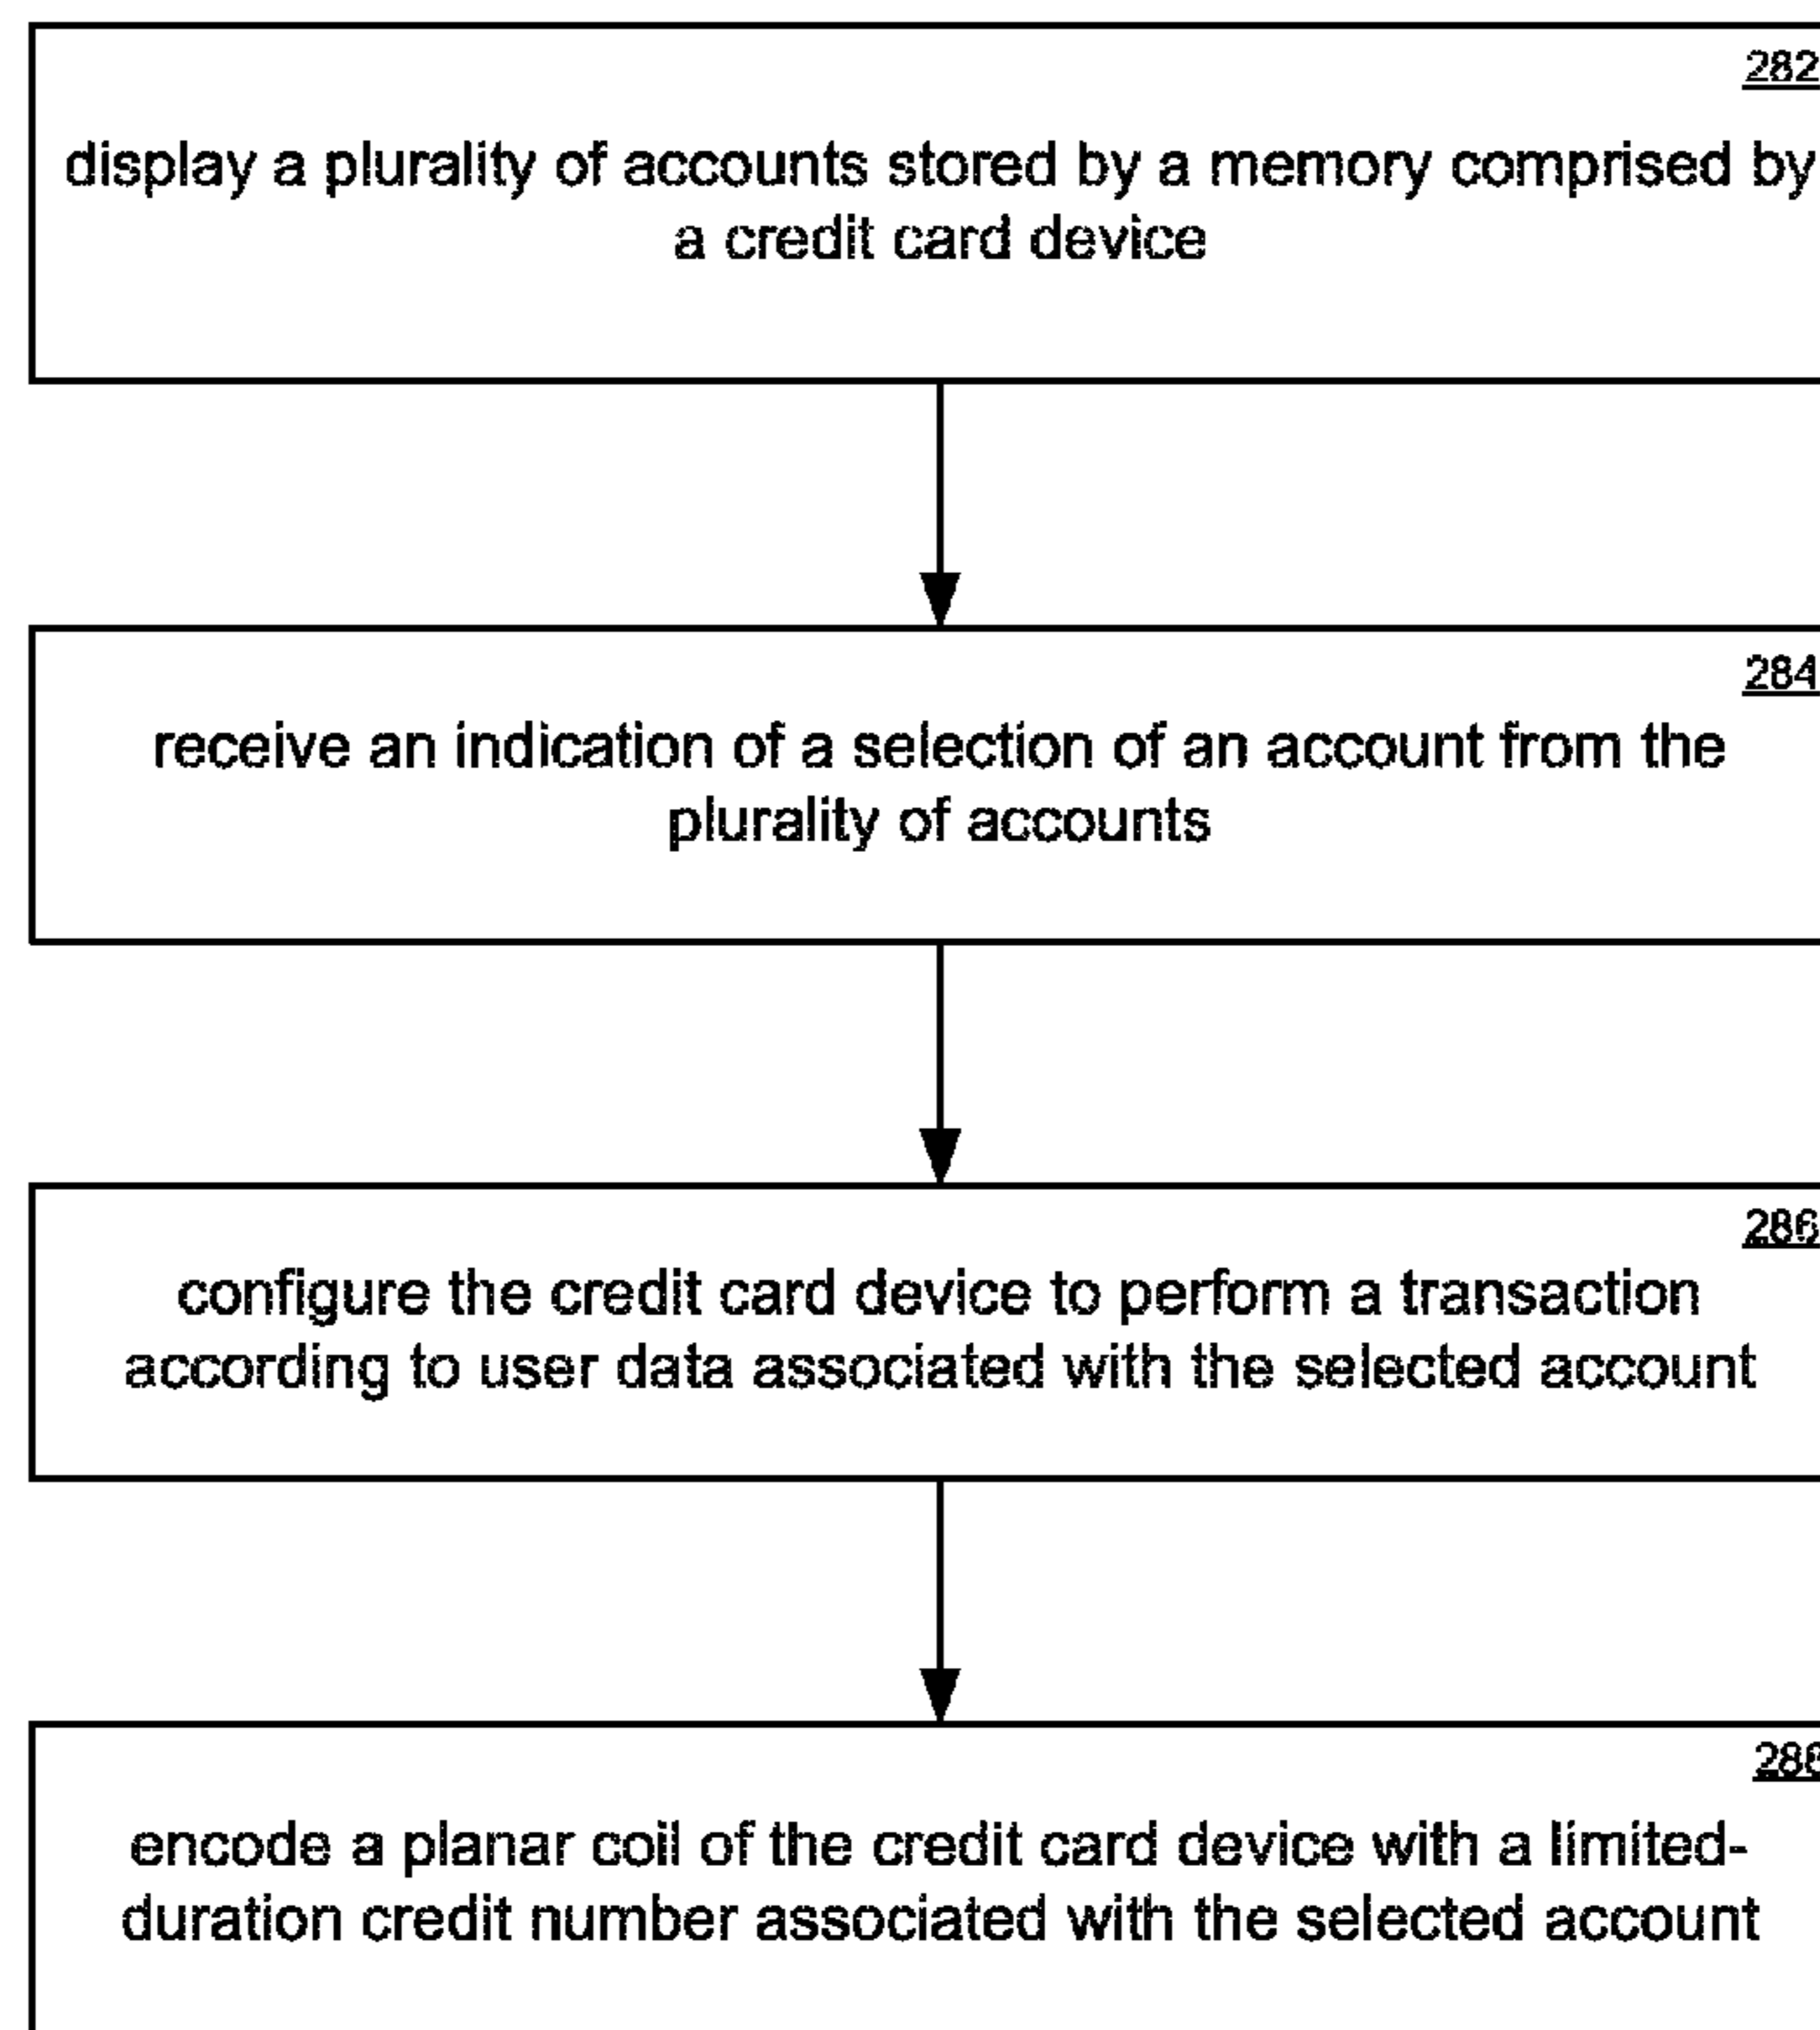 282
display a plurality of accounts stored by a memory comprised by
a credit card device
284
receive an indication of a selection of an account from the
plurality of accounts
286
configure the credit card device to perform a transaction
according to user data associated with the selected account
288
encode a planar coil of the credit card device with a limited-
duration credit number associated with the selected account